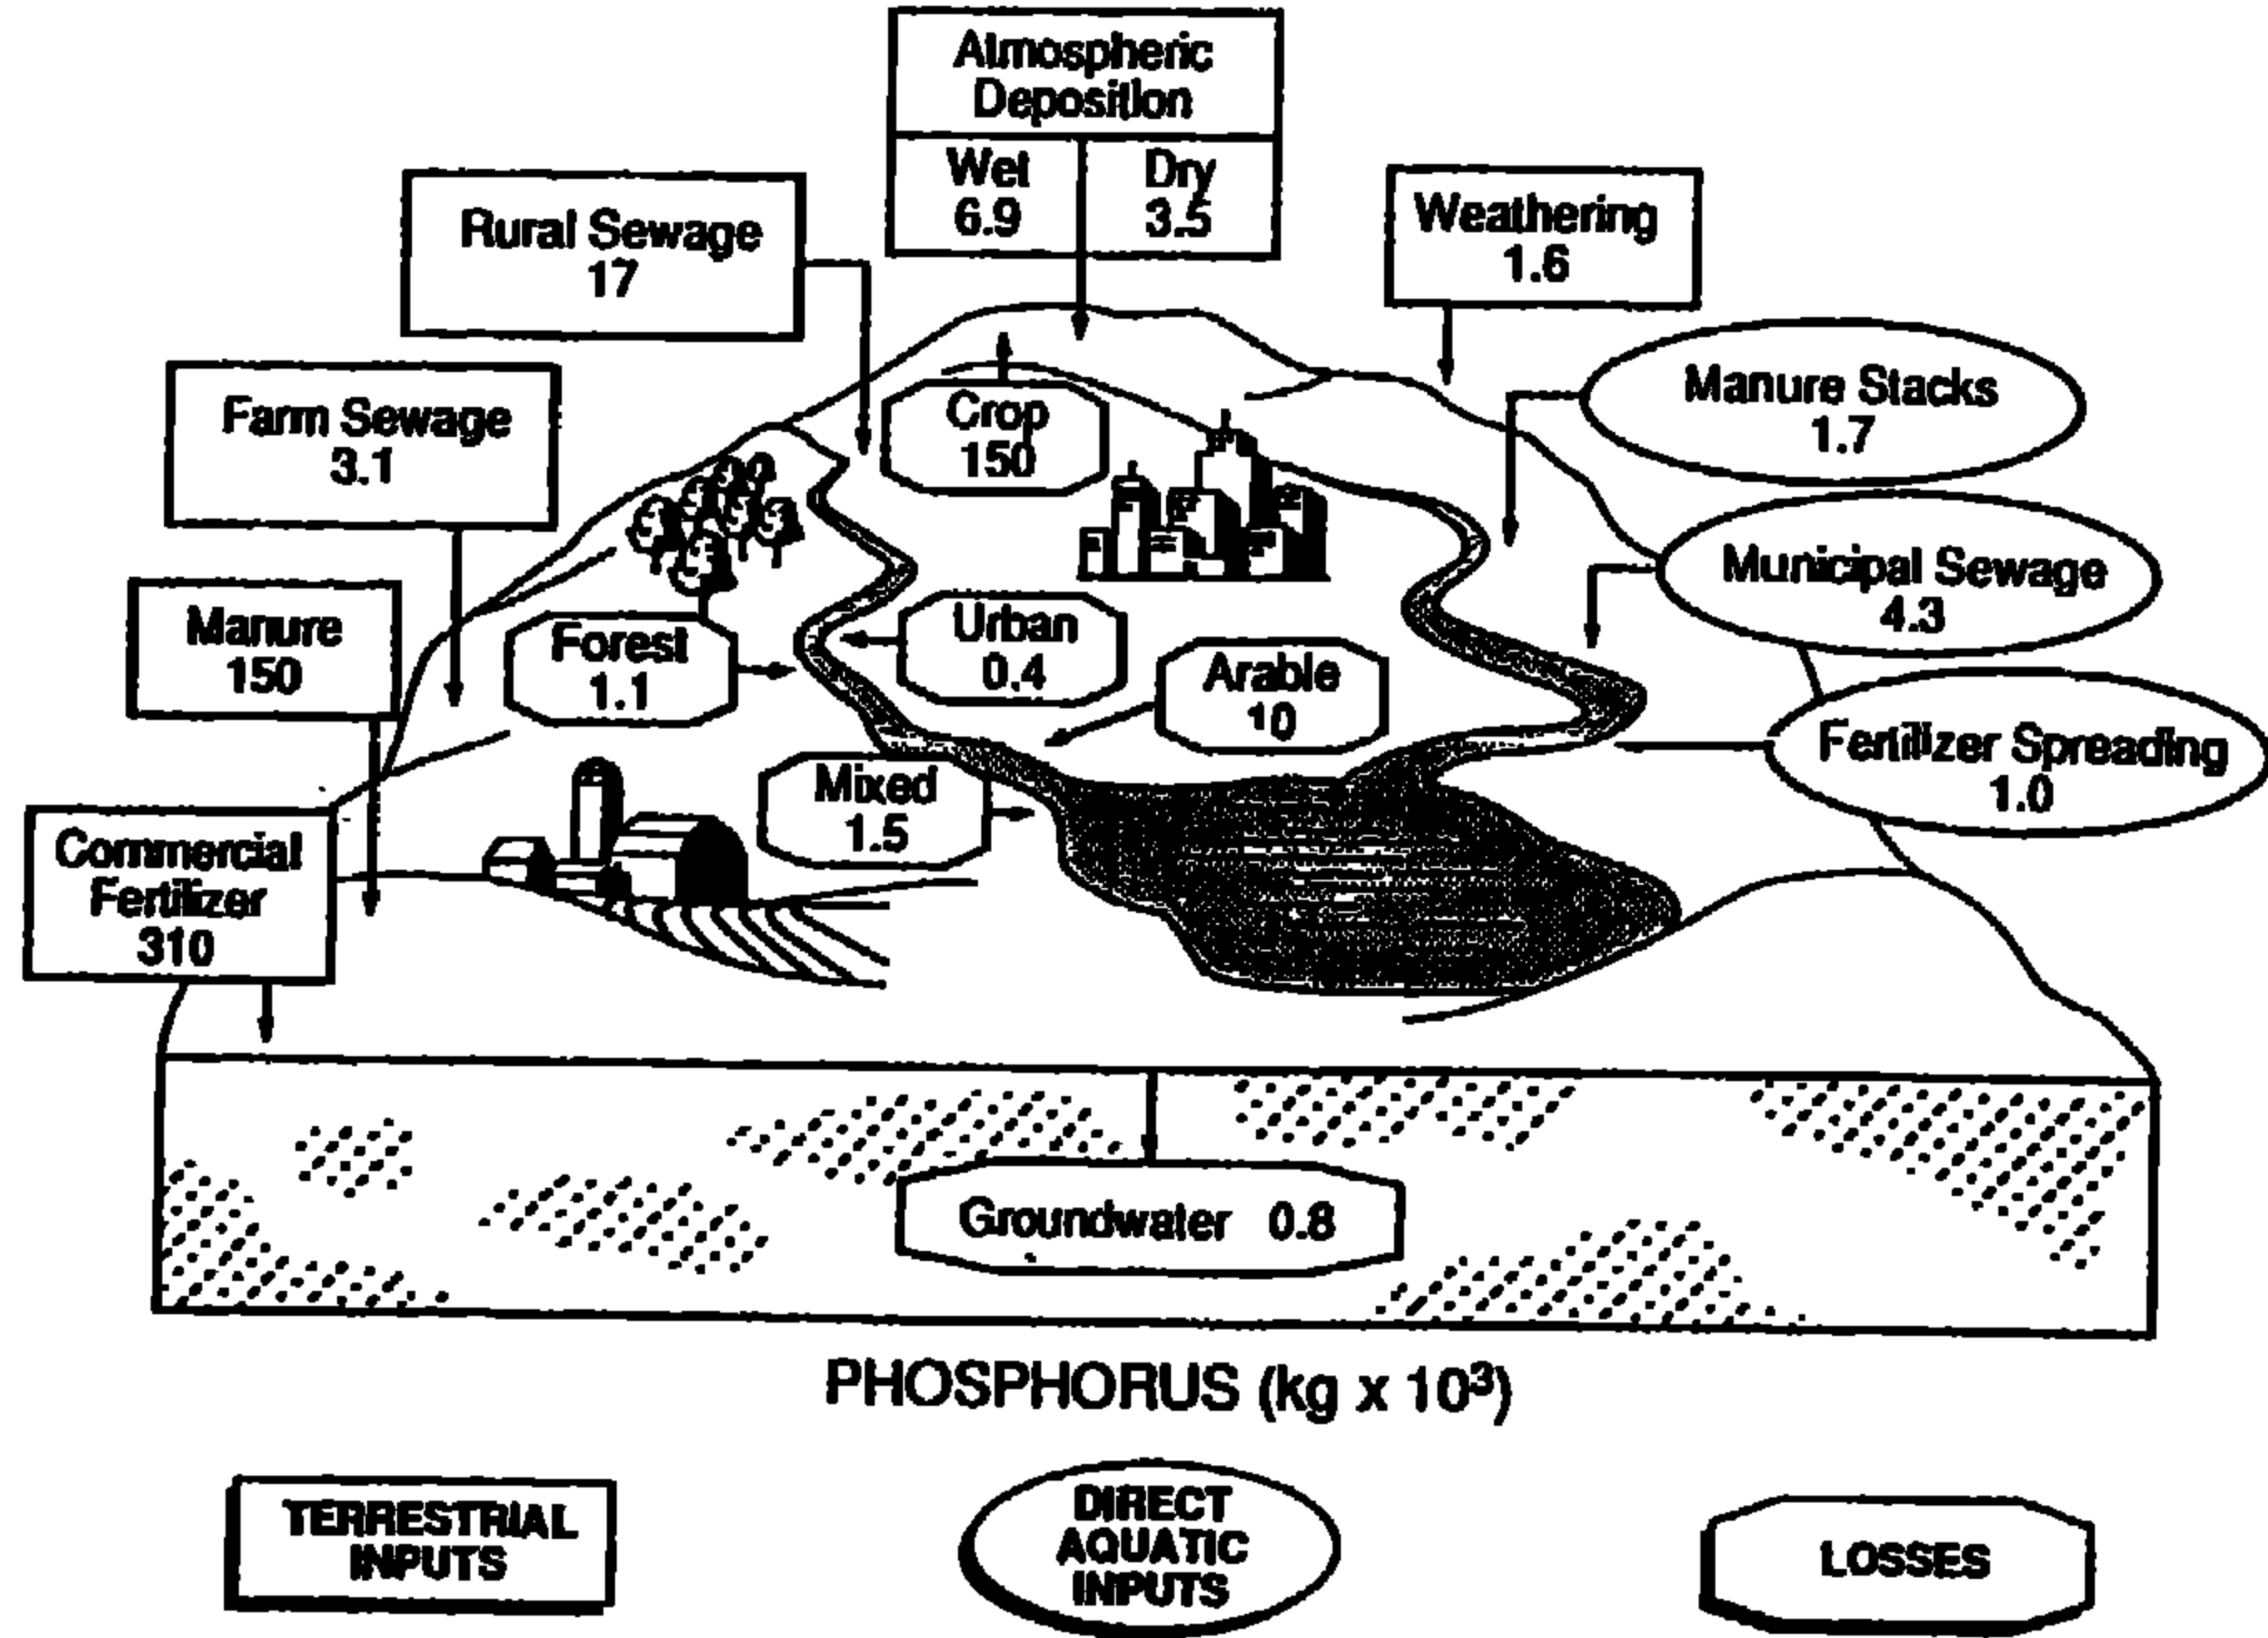 Atmospheric
Deposition
Wet
6.9
Dry
3.5
Rural Sewage
17
Weathering
1.6
Farm Sewage
3.1
Crop
150
Manure Stacks
1.7
Manure
150
Forest
1.1
Urban
0.4
Arable
10
Municipal Sewage
4.3
Commercial
Fertilizer
310
Mixed
1.5
Fertilizer Spreading
1.0
Groundwater 0.8
PHOSPHORUS (kg x 10³)
TERRESTRIAL
INPUTS
DIRECT
AQUATIC
INPUTS
LOSSES